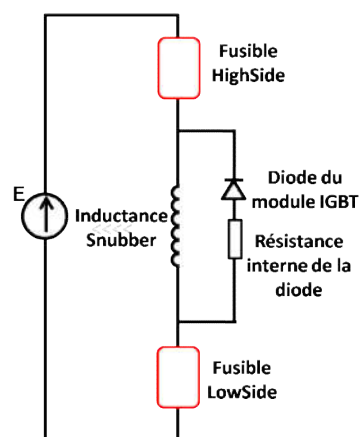 Fusible
HighSide
E
Inductance
Snubber
Diode du
module IGBT
Résistance
interne de la
diode
Fusible
LowSide